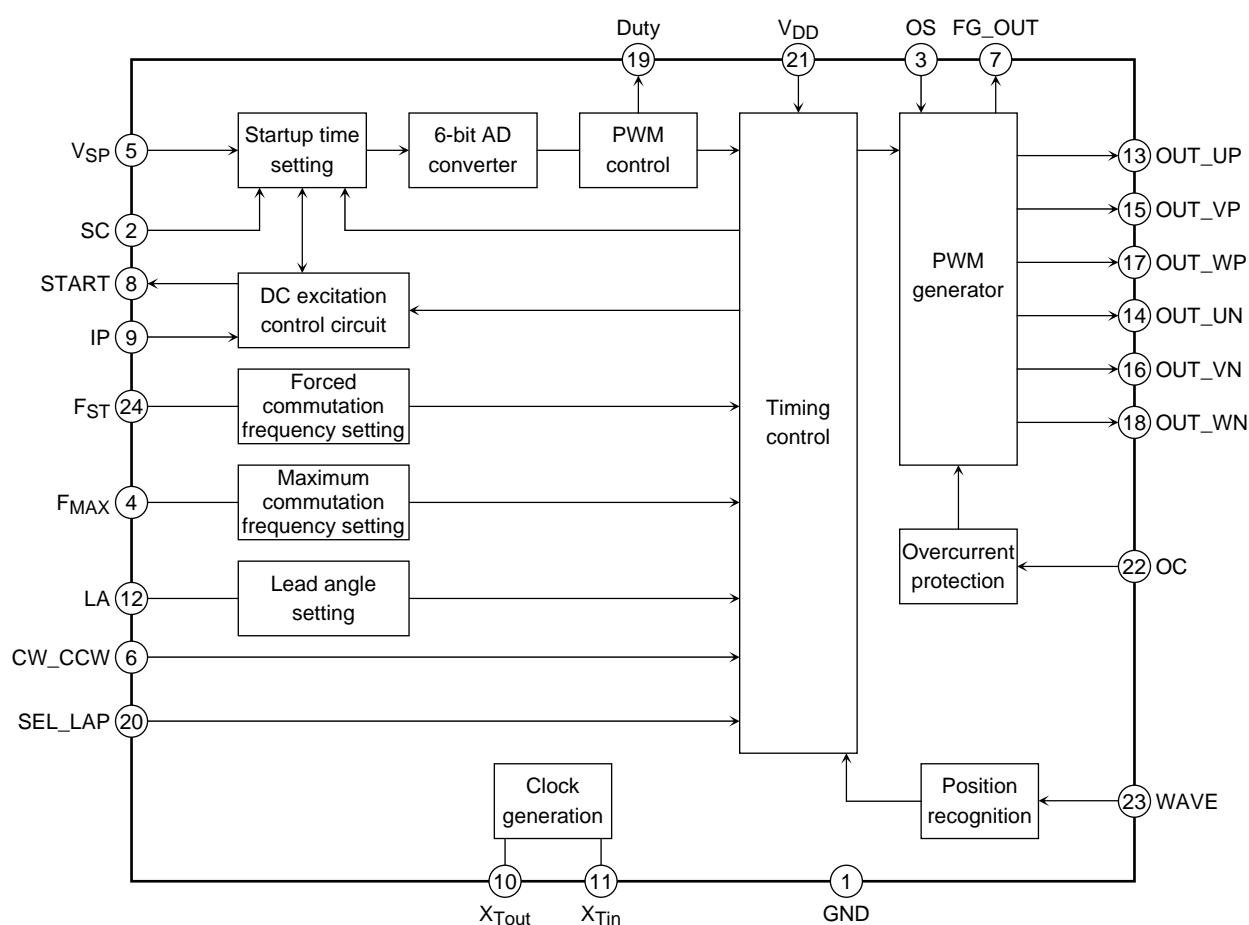 Duty
VDD
OS
FG_OUT
19
21
3
7
VSP
5
Startup time
setting
6-bit AD
converter
PWM
control
13
OUT_UP
SC
2
15
OUT_VP
START
8
DC excitation
control circuit
PWM
generator
17
OUT_WP
IP
9
14
OUT_UN
16
OUT_VN
FST
24
Forced
commutation
frequency setting
Timing
control
18
OUT_WN
FMAX
4
Maximum
commutation
frequency setting
Overcurrent
protection
22
OC
LA
12
Lead angle
setting
CW_CCW
6
SEL_LAP
20
Clock
generation
Position
recognition
23
WAVE
10
11
1
XTout
XTin
GND